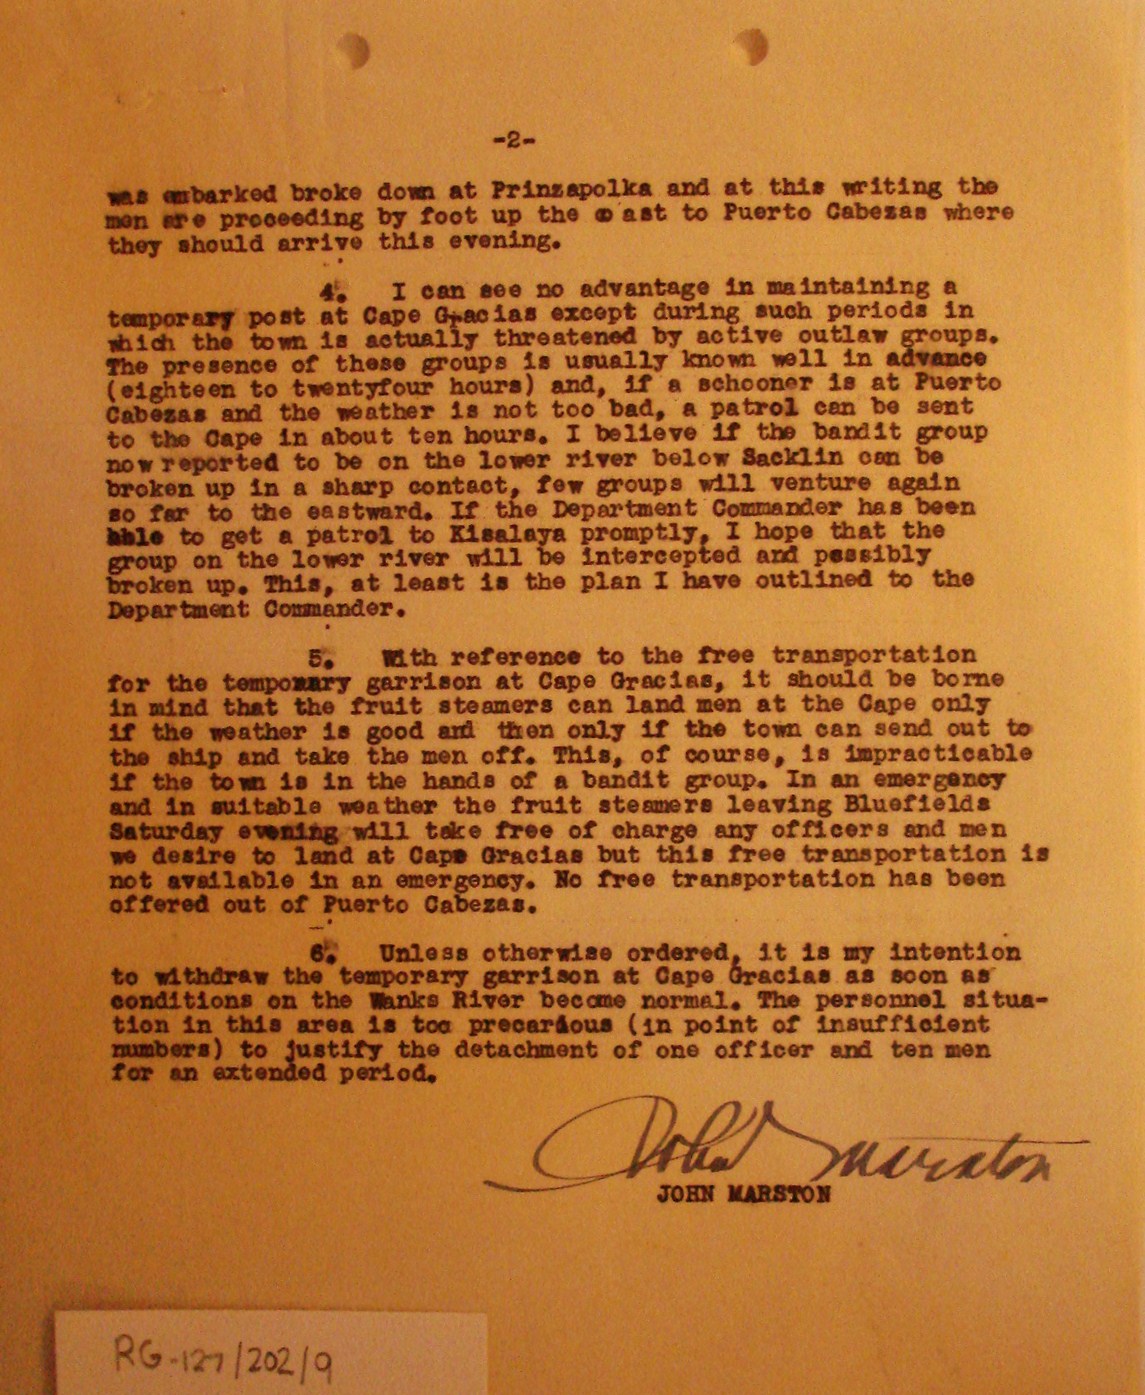 -2-
was embarked broke down at Prinzapolka and at this writing the
men are proceeding by foot up the coast to Puerto Cabezas where
they should arrive this evening.
4. I can see no advantage in maintaining a
temporary post at Cape Gracias except during such periods in
which the town is actually threatened by active outlaw groups.
The presence of these groups is usually known well in advance
(eighteen to twentyfour hours) and, if a schooner is at Puerto
Cabezas and the weather is not too bad, a patrol can be sent
to the Cape in about ten hours. I believe if the bandit group
now reported to be on the lower river below Sacklin can be
broken up in a sharp contact, few groups will venture again
so far to the eastward. If the Department Commander has been
able to get a patrol to Kisalaya promptly, I hope that the
group on the lower river will be intercepted and possibly
broken up. This, at least is the plan I have outlined to the
Department Commander.
5. With reference to the free transportation
for the temporary garrison at Cape Gracias, it should be borne
in mind that the fruit steamers can land men at the Cape only
if the weather is good and then only if the town can send out to
the ship and take the men off. This, of course, is impracticable
if the town is in the hands of a bandit group. In an emergency
and in suitable weather the fruit steamers leaving Bluefields
Saturday evening will take free of charge any officers and men
we desire to land at Cape Gracias but this free transportation is
not available in an emergency. No free transportation has been
offered out of Puerto Cabezas.
6. Unless otherwise ordered, it is my intention
to withdraw the temporary garrison at Cape Gracias as soon as
conditions on the Wanks River become normal. The personnel situa-
tion in this area is too precarious (in point of insufficient
numbers) to justify the detachment of one officer and ten men
for an extended period.
John Marston
JOHN MARSTON
RG-127/202/9